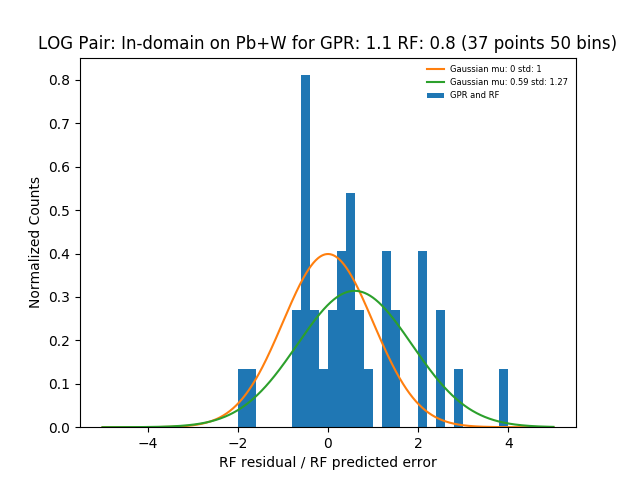 LOG Pair: In-domain on Pb+W for GPR: 1.1 RF: 0.8 (37 points 50 bins)
Gaussian mu: 0 std: 1
Gaussian mu: 0.59 std: 1.27
GPR and RF
Normalized Counts
0.8
0.7
0.6
0.5
0.4
0.3
0.2
0.1
0.0
−4
−2
0
2
4
RF residual / RF predicted error